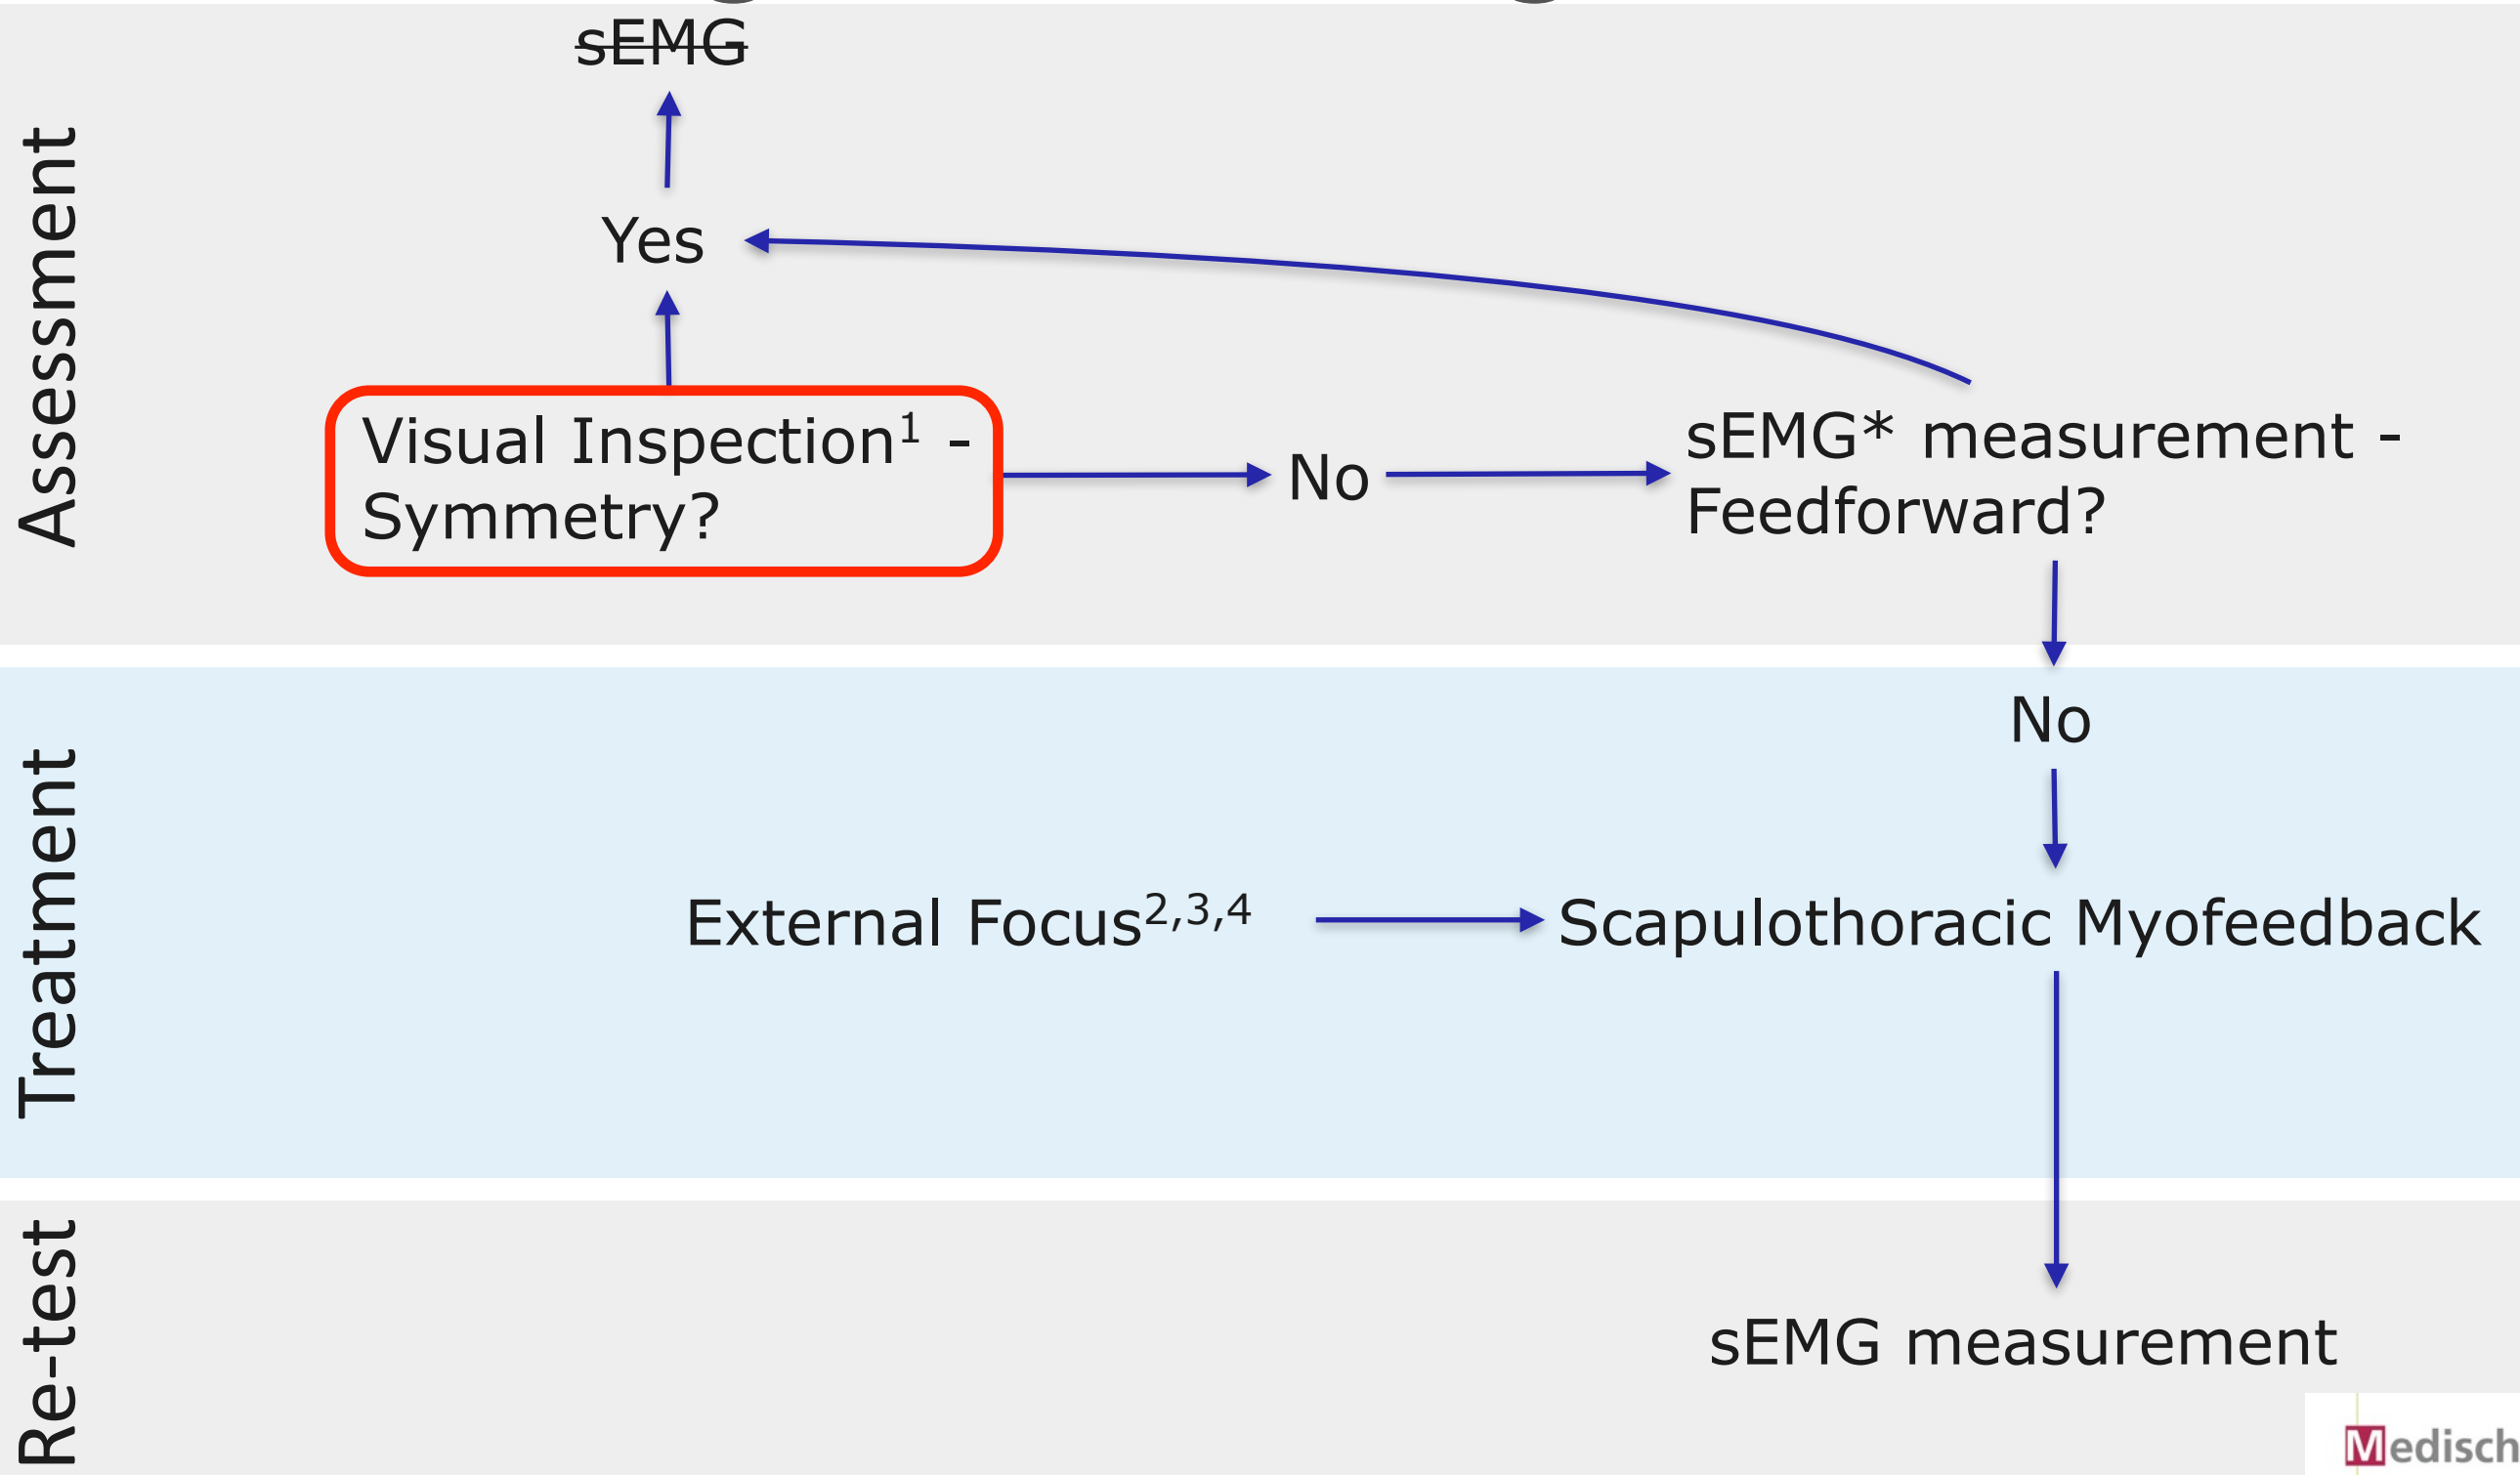 sEMG
Yes
Assessment
Visual Inspection¹ -
Symmetry?
No
sEMG* measurement -
Feedforward?
Treatment
No
External Focus²,³,⁴
Scapulothoracic Myofeedback
Re-test
sEMG measurement
Medisch